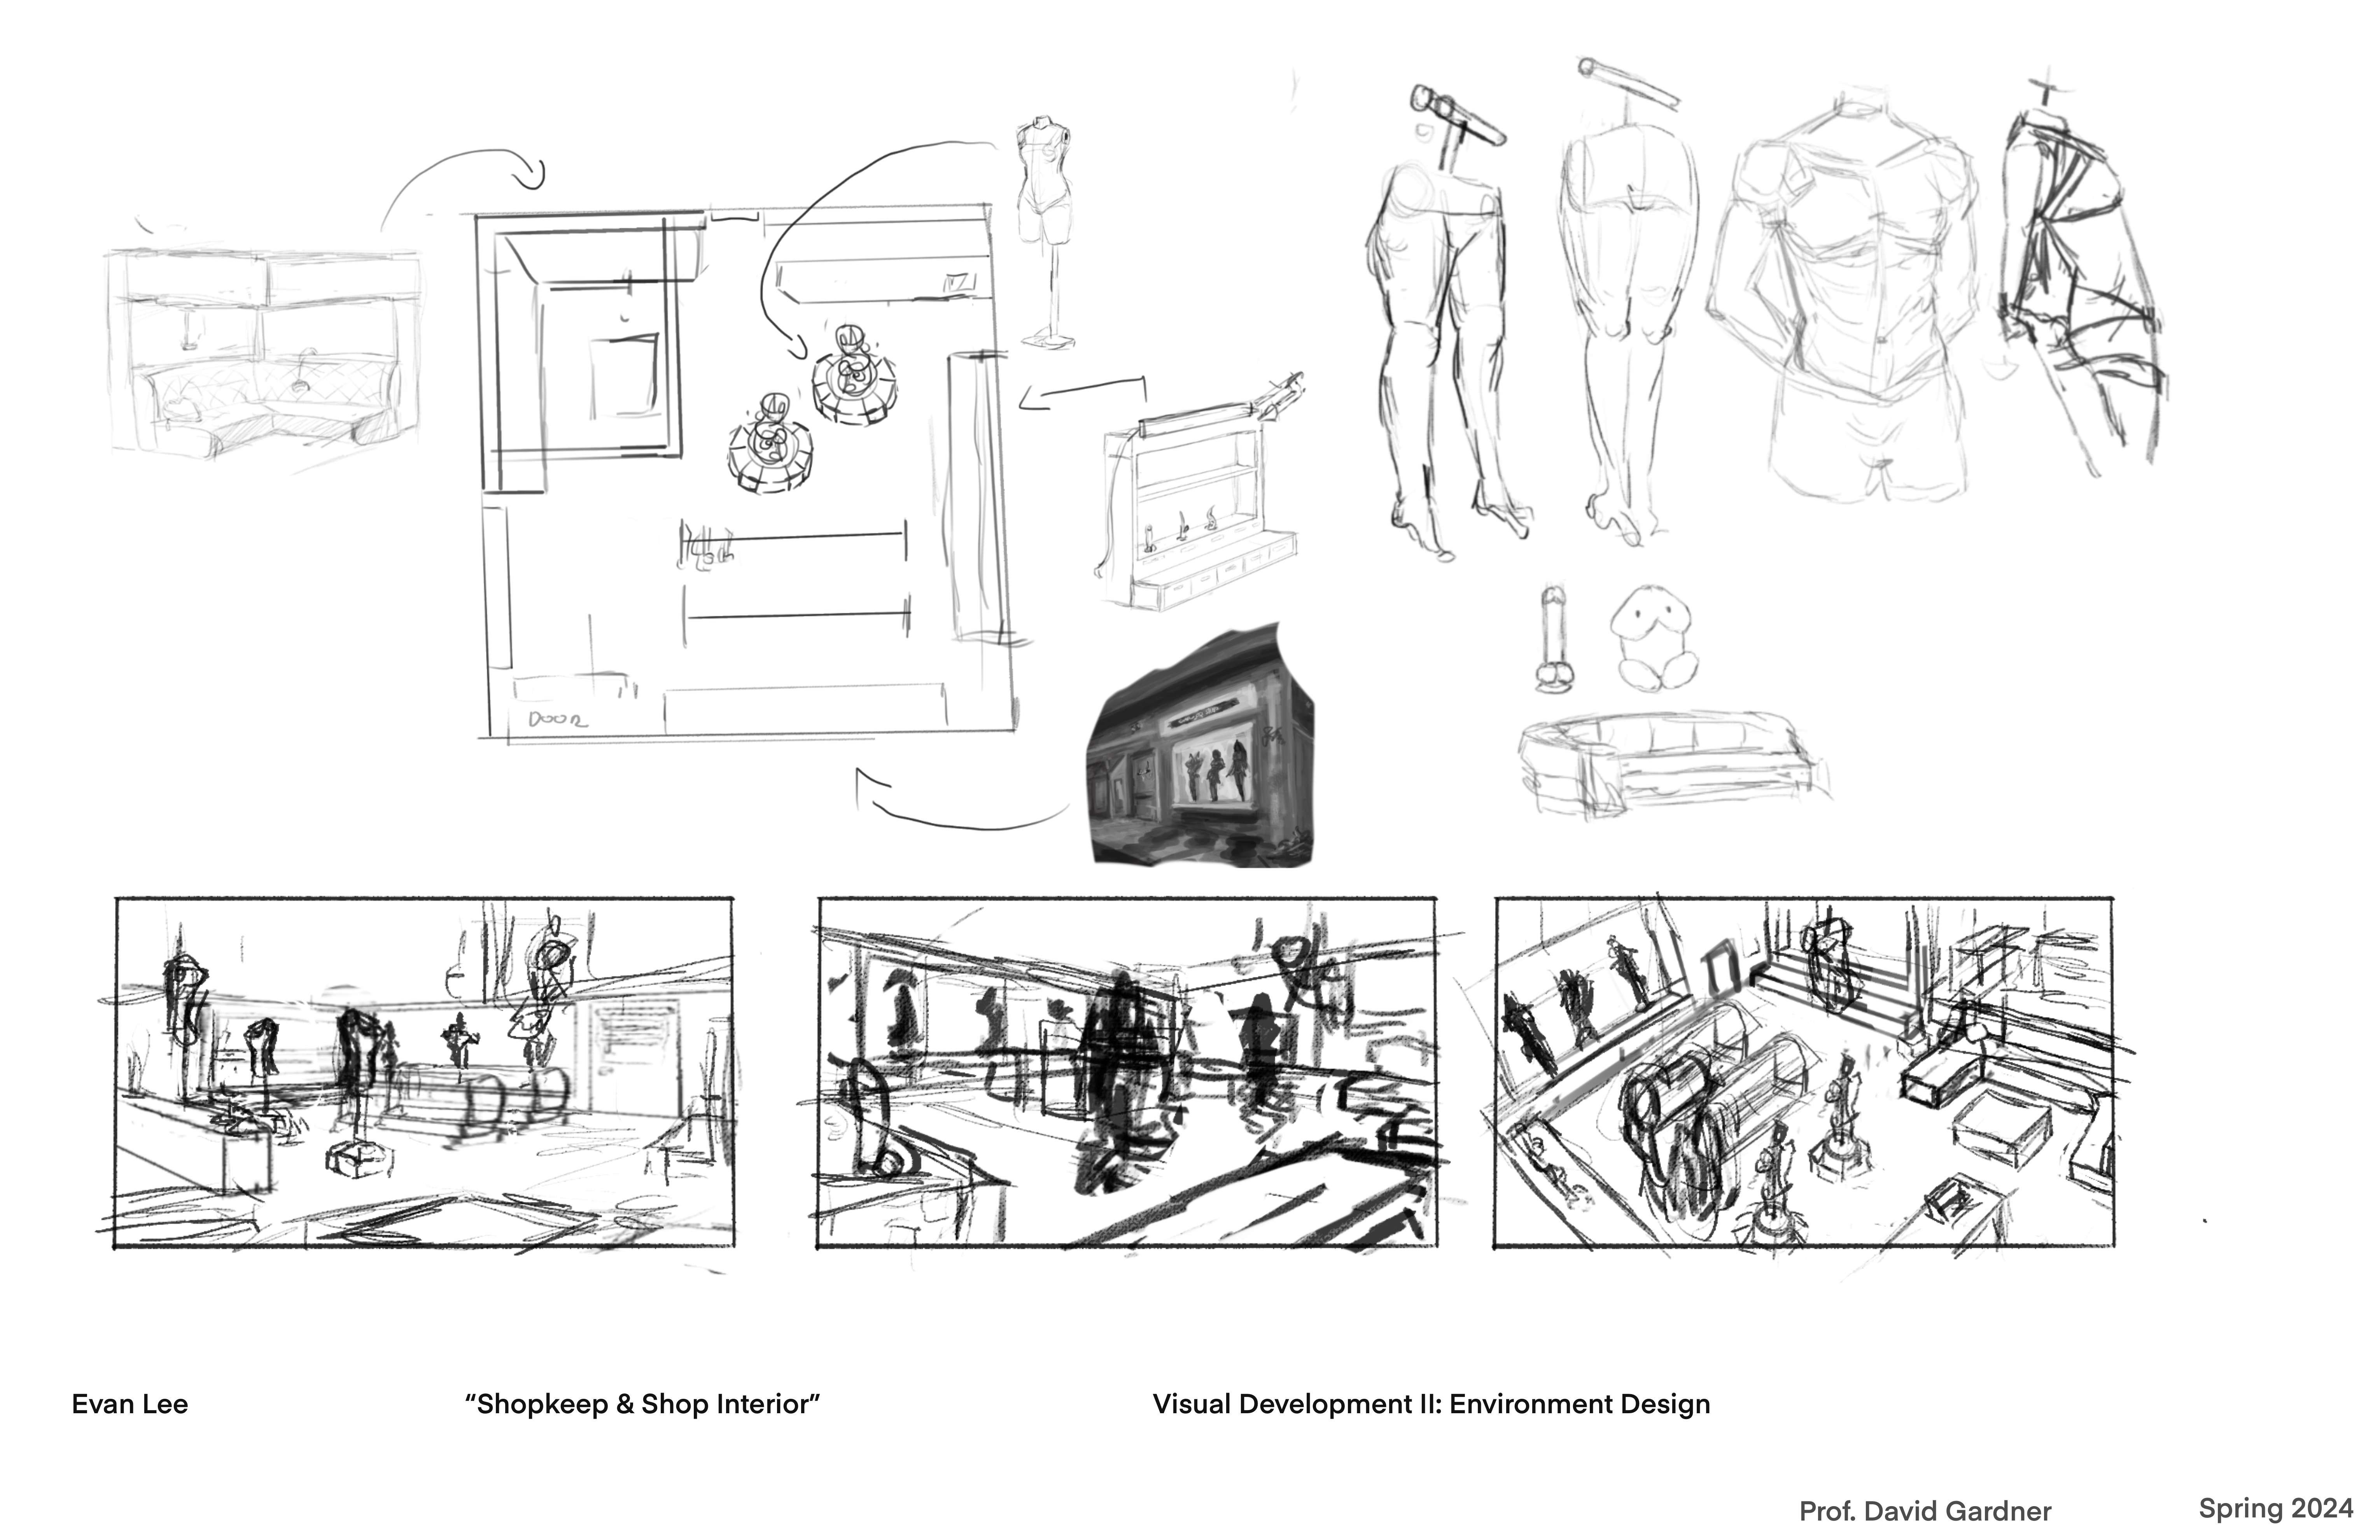 DOOR
Evan Lee
“Shopkeep & Shop Interior”
Visual Development II: Environment Design
Prof. David Gardner
Spring 2024